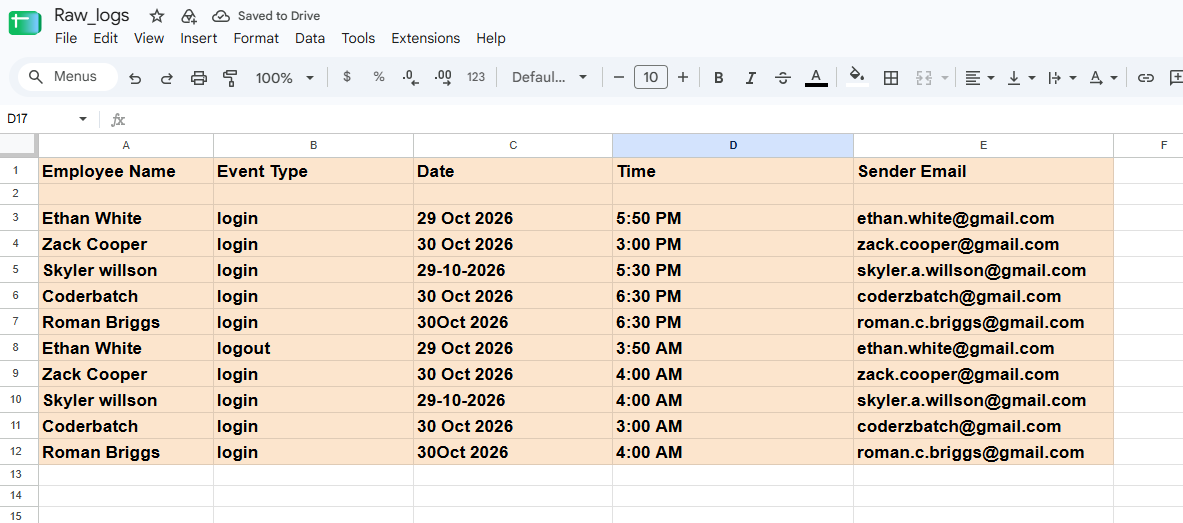 Raw_logs Saved to Drive
File Edit View Insert Format Data Tools Extensions Help
Menus 100% $ % .0 .00 123 Defaul... 10 B I S A A
D17 fx
A B C D E F
1 Employee Name Event Type Date Time Sender Email
2
3 Ethan White login 29 Oct 2026 5:50 PM ethan.white@gmail.com
4 Zack Cooper login 30 Oct 2026 3:00 PM zack.cooper@gmail.com
5 Skyler willson login 29-10-2026 5:30 PM skyler.a.willson@gmail.com
6 Coderbatch login 30 Oct 2026 6:30 PM coderzbatch@gmail.com
7 Roman Briggs login 30Oct 2026 6:30 PM roman.c.briggs@gmail.com
8 Ethan White logout 29 Oct 2026 3:50 AM ethan.white@gmail.com
9 Zack Cooper login 30 Oct 2026 4:00 AM zack.cooper@gmail.com
10 Skyler willson login 29-10-2026 4:00 AM skyler.a.willson@gmail.com
11 Coderbatch login 30 Oct 2026 3:00 AM coderzbatch@gmail.com
12 Roman Briggs login 30Oct 2026 4:00 AM roman.c.briggs@gmail.com
13
14
15